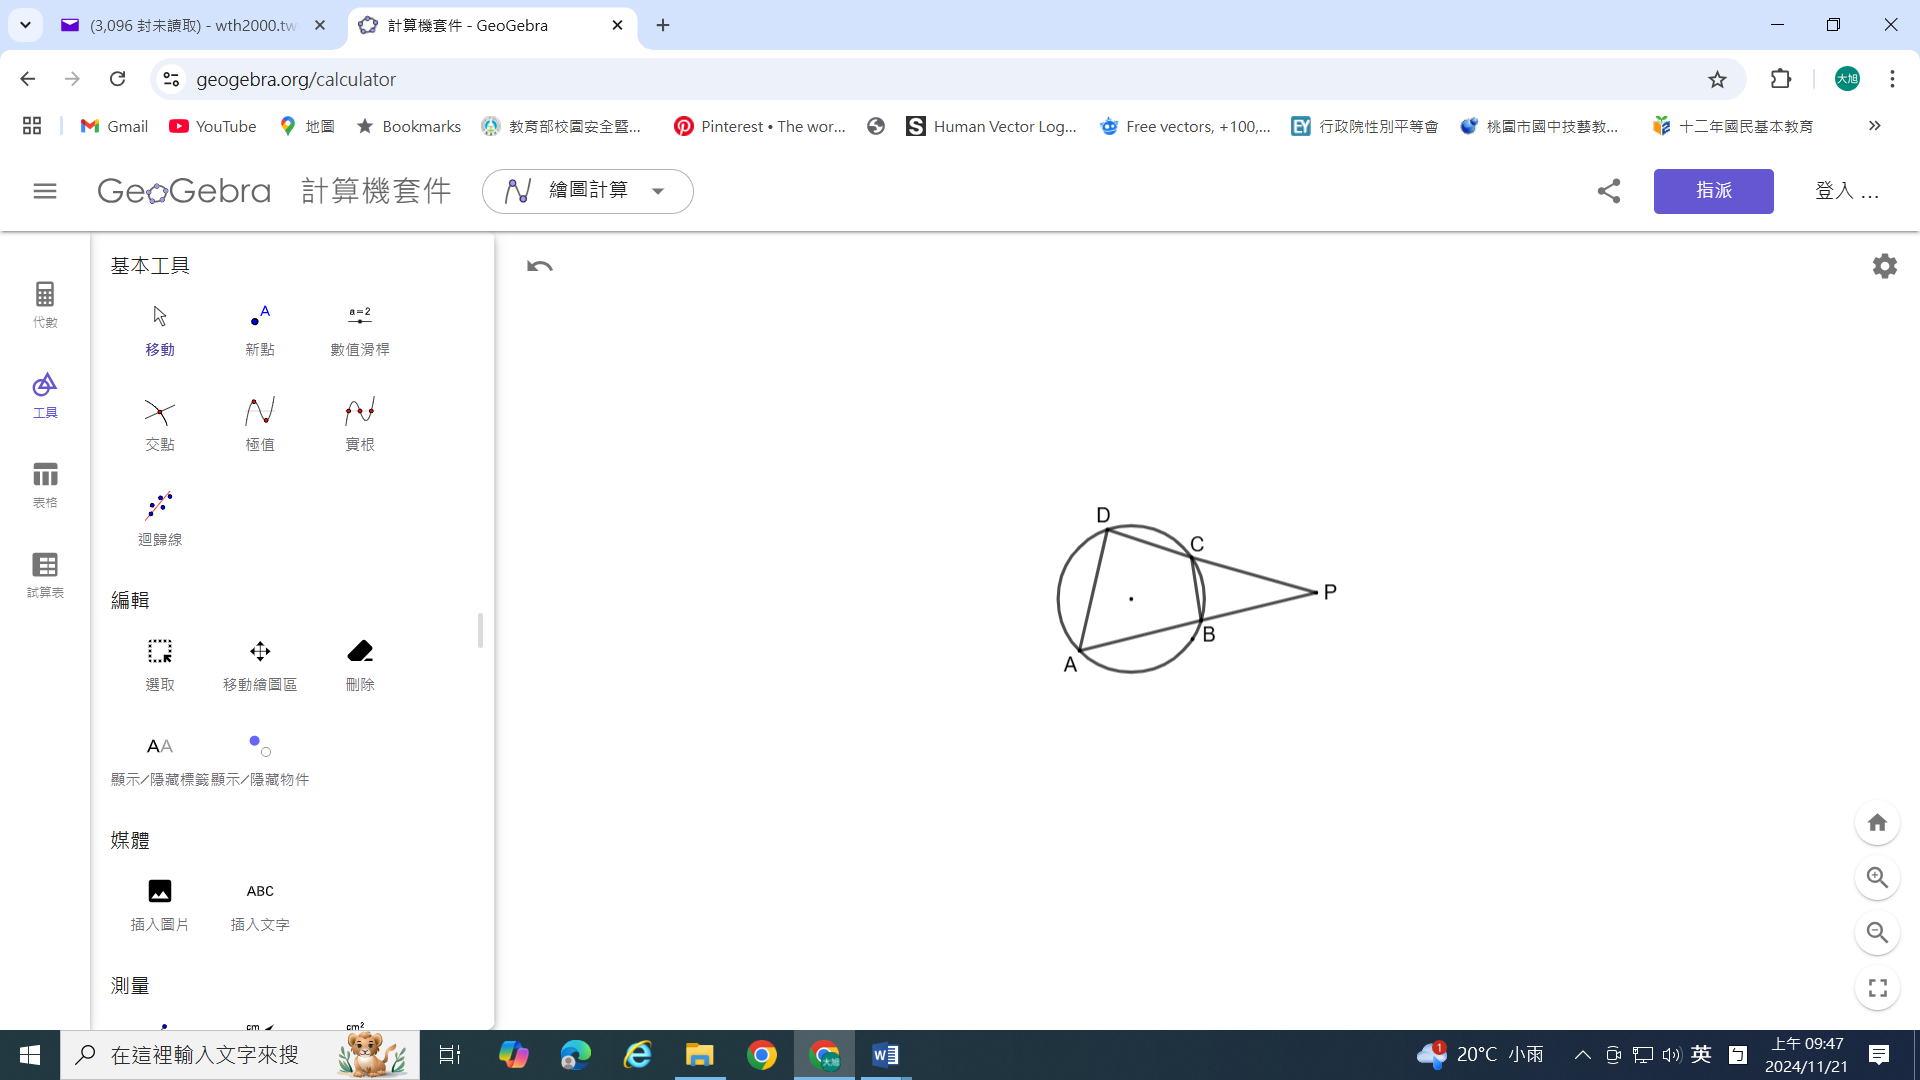 (3,096 封未讀取) - wth2000.tw
計算機套件 - GeoGebra
geogebra.org/calculator
大旭
Gmail
YouTube
地圖
Bookmarks
教育部校園安全暨...
Pinterest • The wor...
Human Vector Log...
Free vectors, +100,...
EY 行政院性別平等會
桃園市國中技藝教...
十二年國民基本教育
GeoGebra 計算機套件
繪圖計算
指派
登入 ...
代數
工具
表格
試算表
基本工具
移動
A
新點
a=2
數值滑桿
交點
極值
實根
迴歸線
編輯
選取
移動繪圖區
刪除
AA
顯示/隱藏標籤
顯示/隱藏物件
媒體
插入圖片
ABC
插入文字
測量
cm
cm²
D
C
P
B
A
在這裡輸入文字來搜
大旭
1
20°C 小雨
英
上午 09:47
2024/11/21